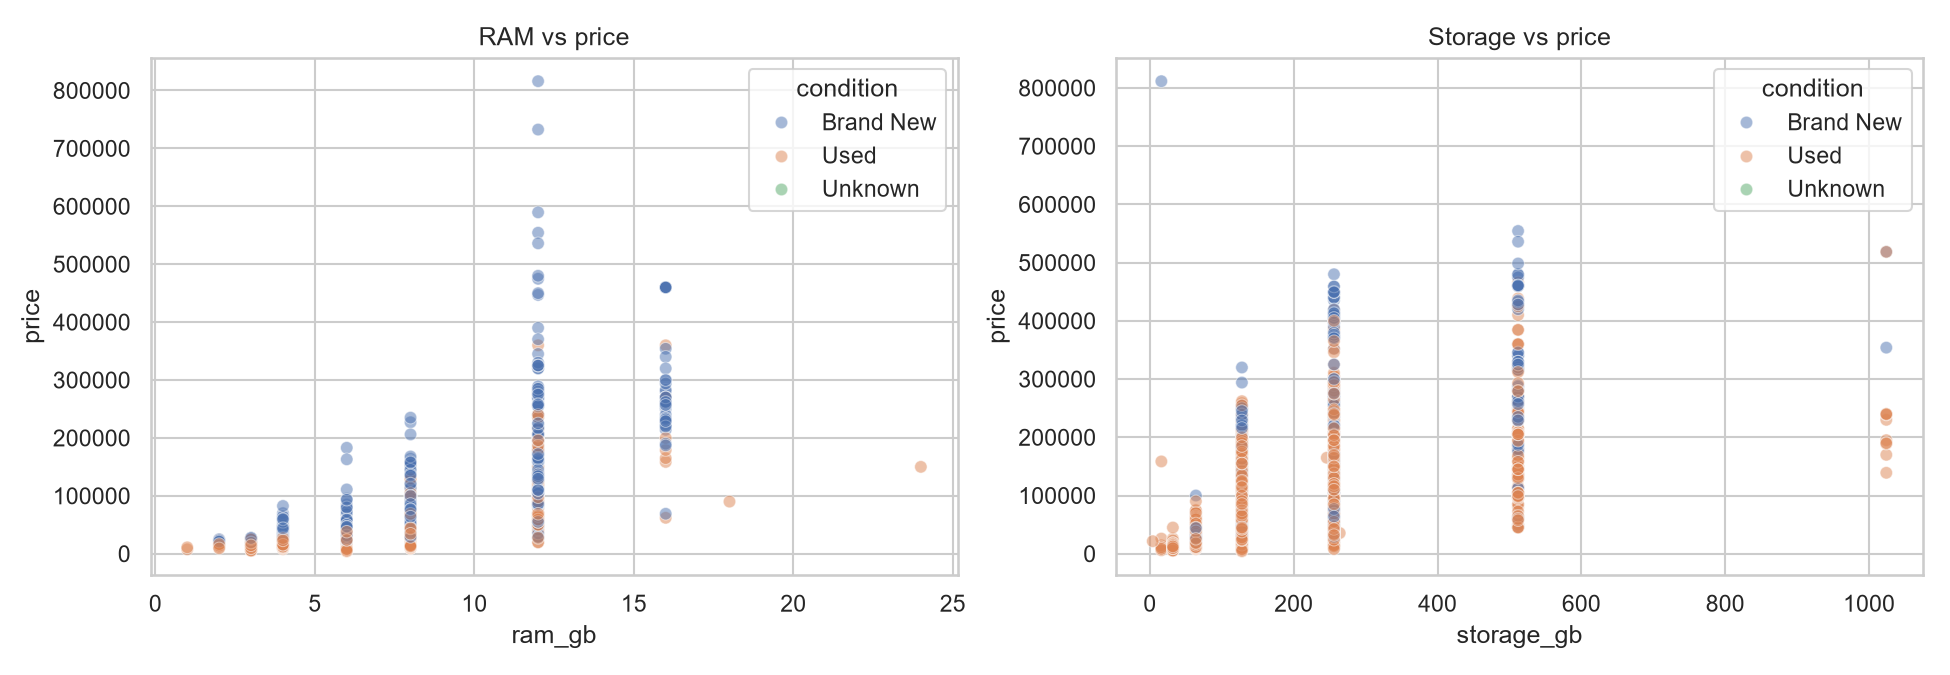 RAM vs price
800000
700000
600000
500000
400000
300000
200000
100000
0
price
0 5 10 15 20 25
ram_gb
condition
Brand New
Used
Unknown
Storage vs price
800000
700000
600000
500000
400000
300000
200000
100000
0
price
0 200 400 600 800 1000
storage_gb
condition
Brand New
Used
Unknown